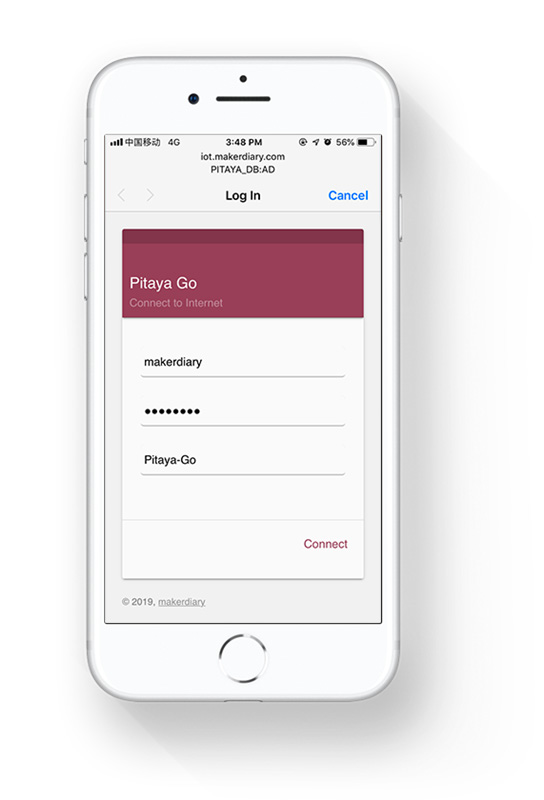 中国移动 4G 3:48 PM 56%
iot.makerdiary.com
PITAYA_DB:AD
Log In Cancel
Pitaya Go
Connect to Internet
makerdiary
••••••••
Pitaya-Go
Connect
© 2019, makerdiary